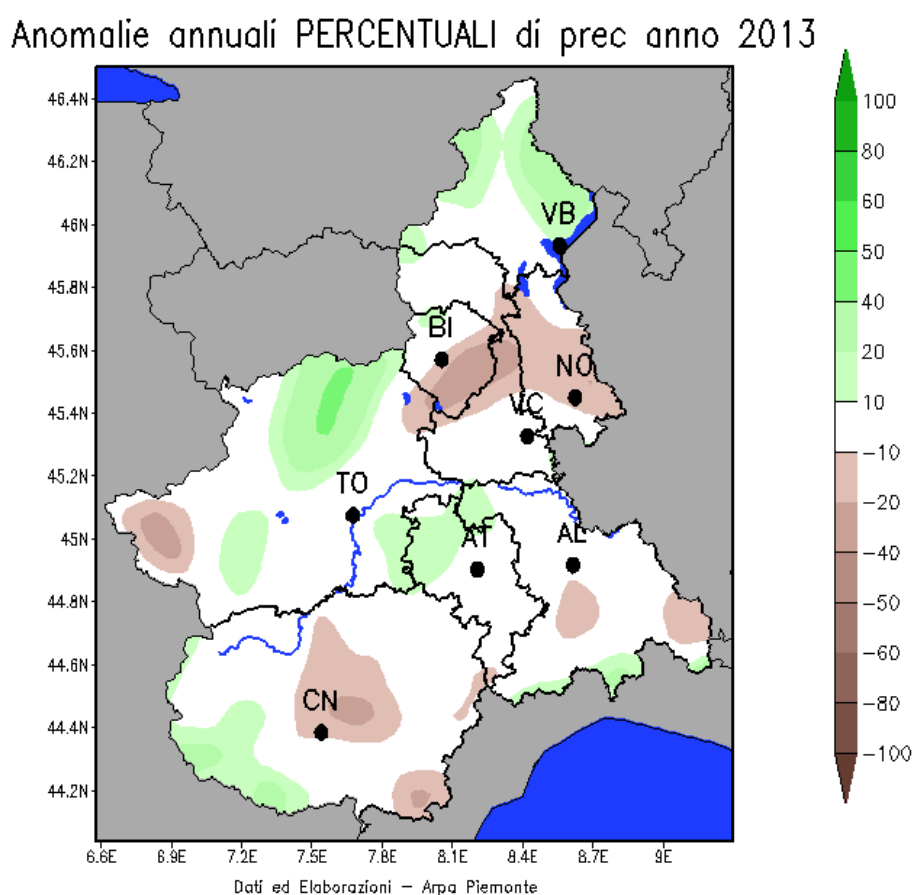 Anomalie annuali PERCENTUALI di prec anno 2013
46.4N
46.2N
46N
45.8N
45.6N
45.4N
45.2N
45N
44.8N
44.6N
44.4N
44.2N
VB
BI
NO
VC
TO
AT
AL
CN
6.6E 6.9E 7.2E 7.5E 7.8E 8.1E 8.4E 8.7E 9E
100
80
60
50
40
20
10
-10
-20
-40
-50
-60
-80
-100
Dati ed Elaborazioni – Arpa Piemonte